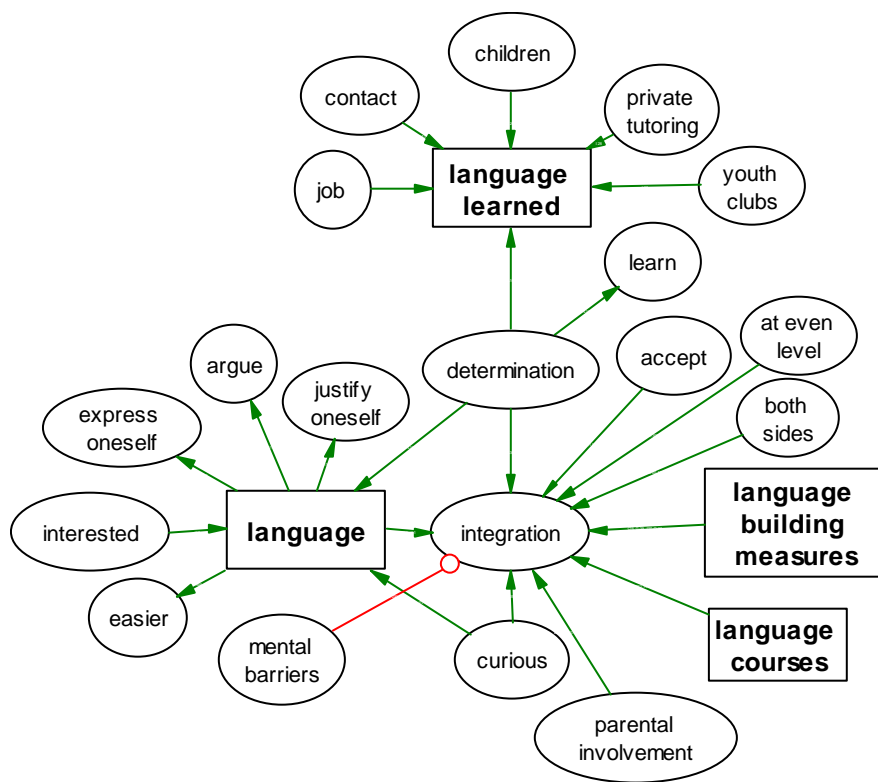 children
contact
private
tutoring
language
learned
job
youth
clubs
learn
at even
level
argue
determination
accept
justify
oneself
express
oneself
both
sides
language
building
measures
interested
language
integration
easier
mental
barriers
curious
language
courses
parental
involvement